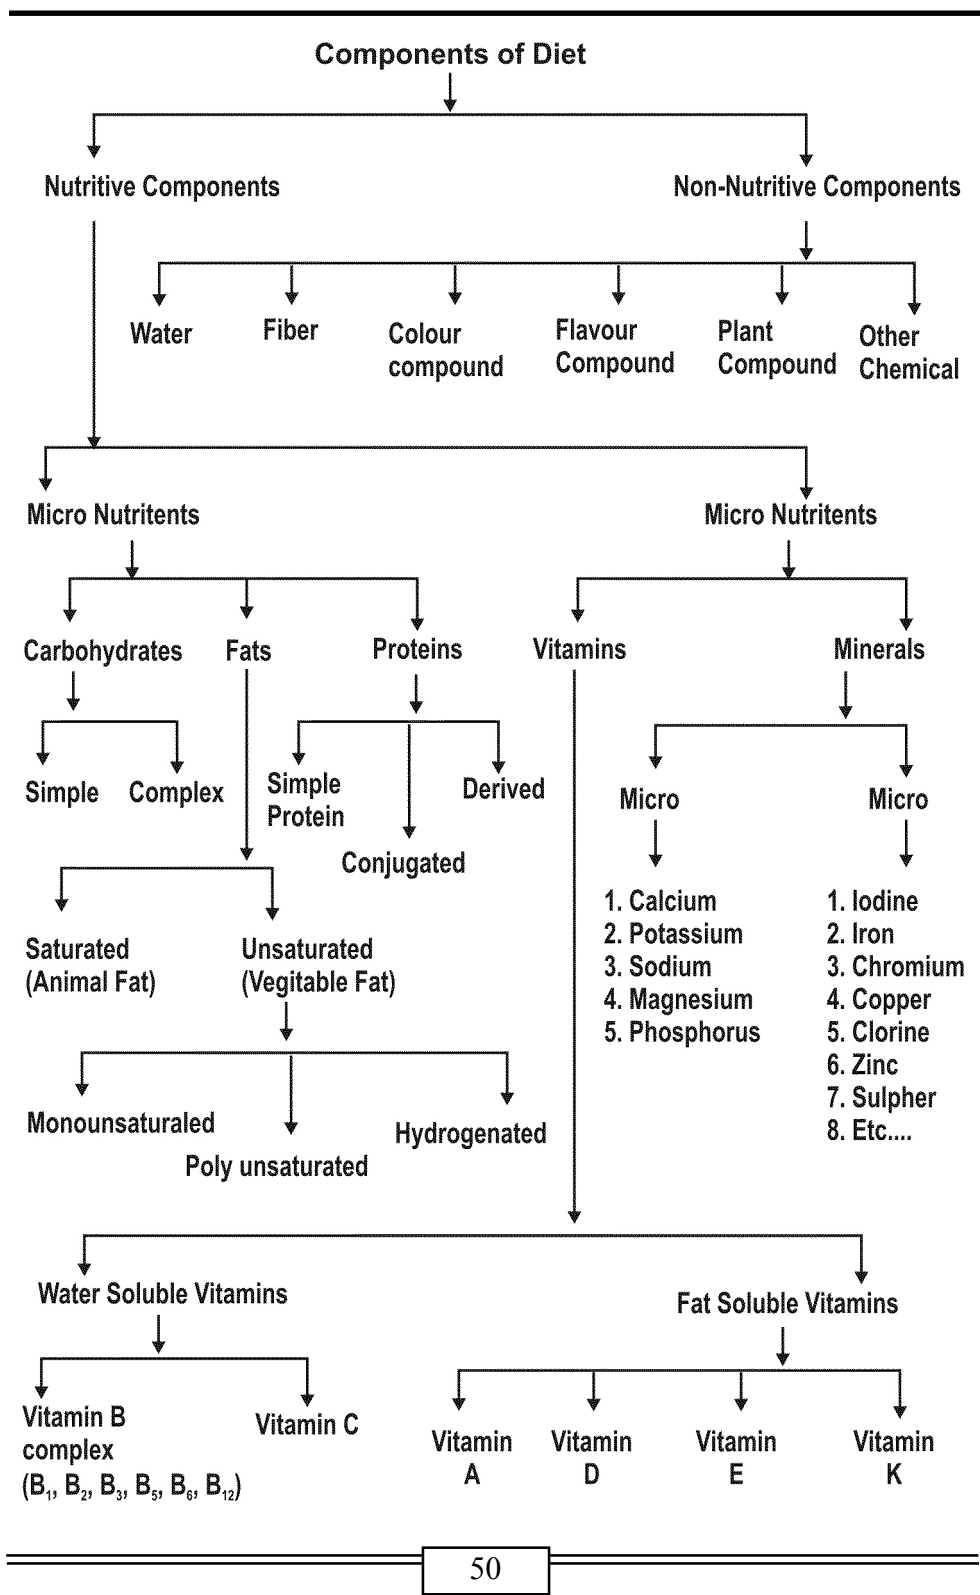 Components of Diet
Nutritive Components
Non-Nutritive Components
Water
Fiber
Colour
compound
Flavour
Compound
Plant
Compound
Other
Chemical
Micro Nutritents
Micro Nutritents
Carbohydrates
Fats
Proteins
Vitamins
Minerals
Simple
Complex
Simple
Protein
Conjugated
Derived
Micro
Micro
1. Calcium
2. Potassium
3. Sodium
4. Magnesium
5. Phosphorus
1. Iodine
2. Iron
3. Chromium
4. Copper
5. Clorine
6. Zinc
7. Sulpher
8. Etc....
Saturated
(Animal Fat)
Unsaturated
(Vegitable Fat)
Monounsaturaled
Poly unsaturated
Hydrogenated
Water Soluble Vitamins
Fat Soluble Vitamins
Vitamin B
complex
(B₁, B₂, B₃, B₅, B₆, B₁₂)
Vitamin C
Vitamin
A
Vitamin
D
Vitamin
E
Vitamin
K
50